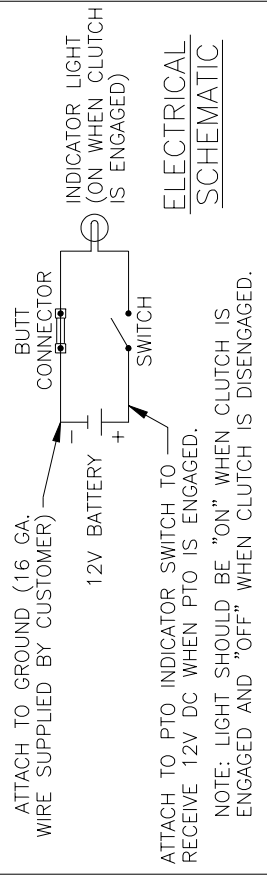 ATTACH TO GROUND (16 GA.
WIRE SUPPLIED BY CUSTOMER)
BUTT
CONNECTOR
INDICATOR LIGHT
(ON WHEN CLUTCH
IS ENGAGED)
−
12V BATTERY
+
SWITCH
ELECTRICAL
SCHEMATIC
ATTACH TO PTO INDICATOR SWITCH TO
RECEIVE 12V DC WHEN PTO IS ENGAGED.
NOTE: LIGHT SHOULD BE "ON" WHEN CLUTCH IS
ENGAGED AND "OFF" WHEN CLUTCH IS DISENGAGED.